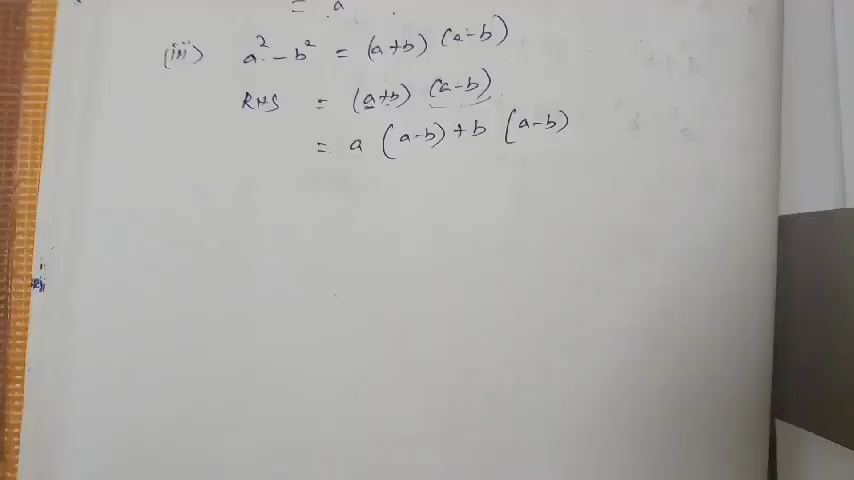 = a
(iii) a² - b² = (a+b) (a-b)
RHS = (a+b) (a-b)
= a (a-b) + b (a-b)